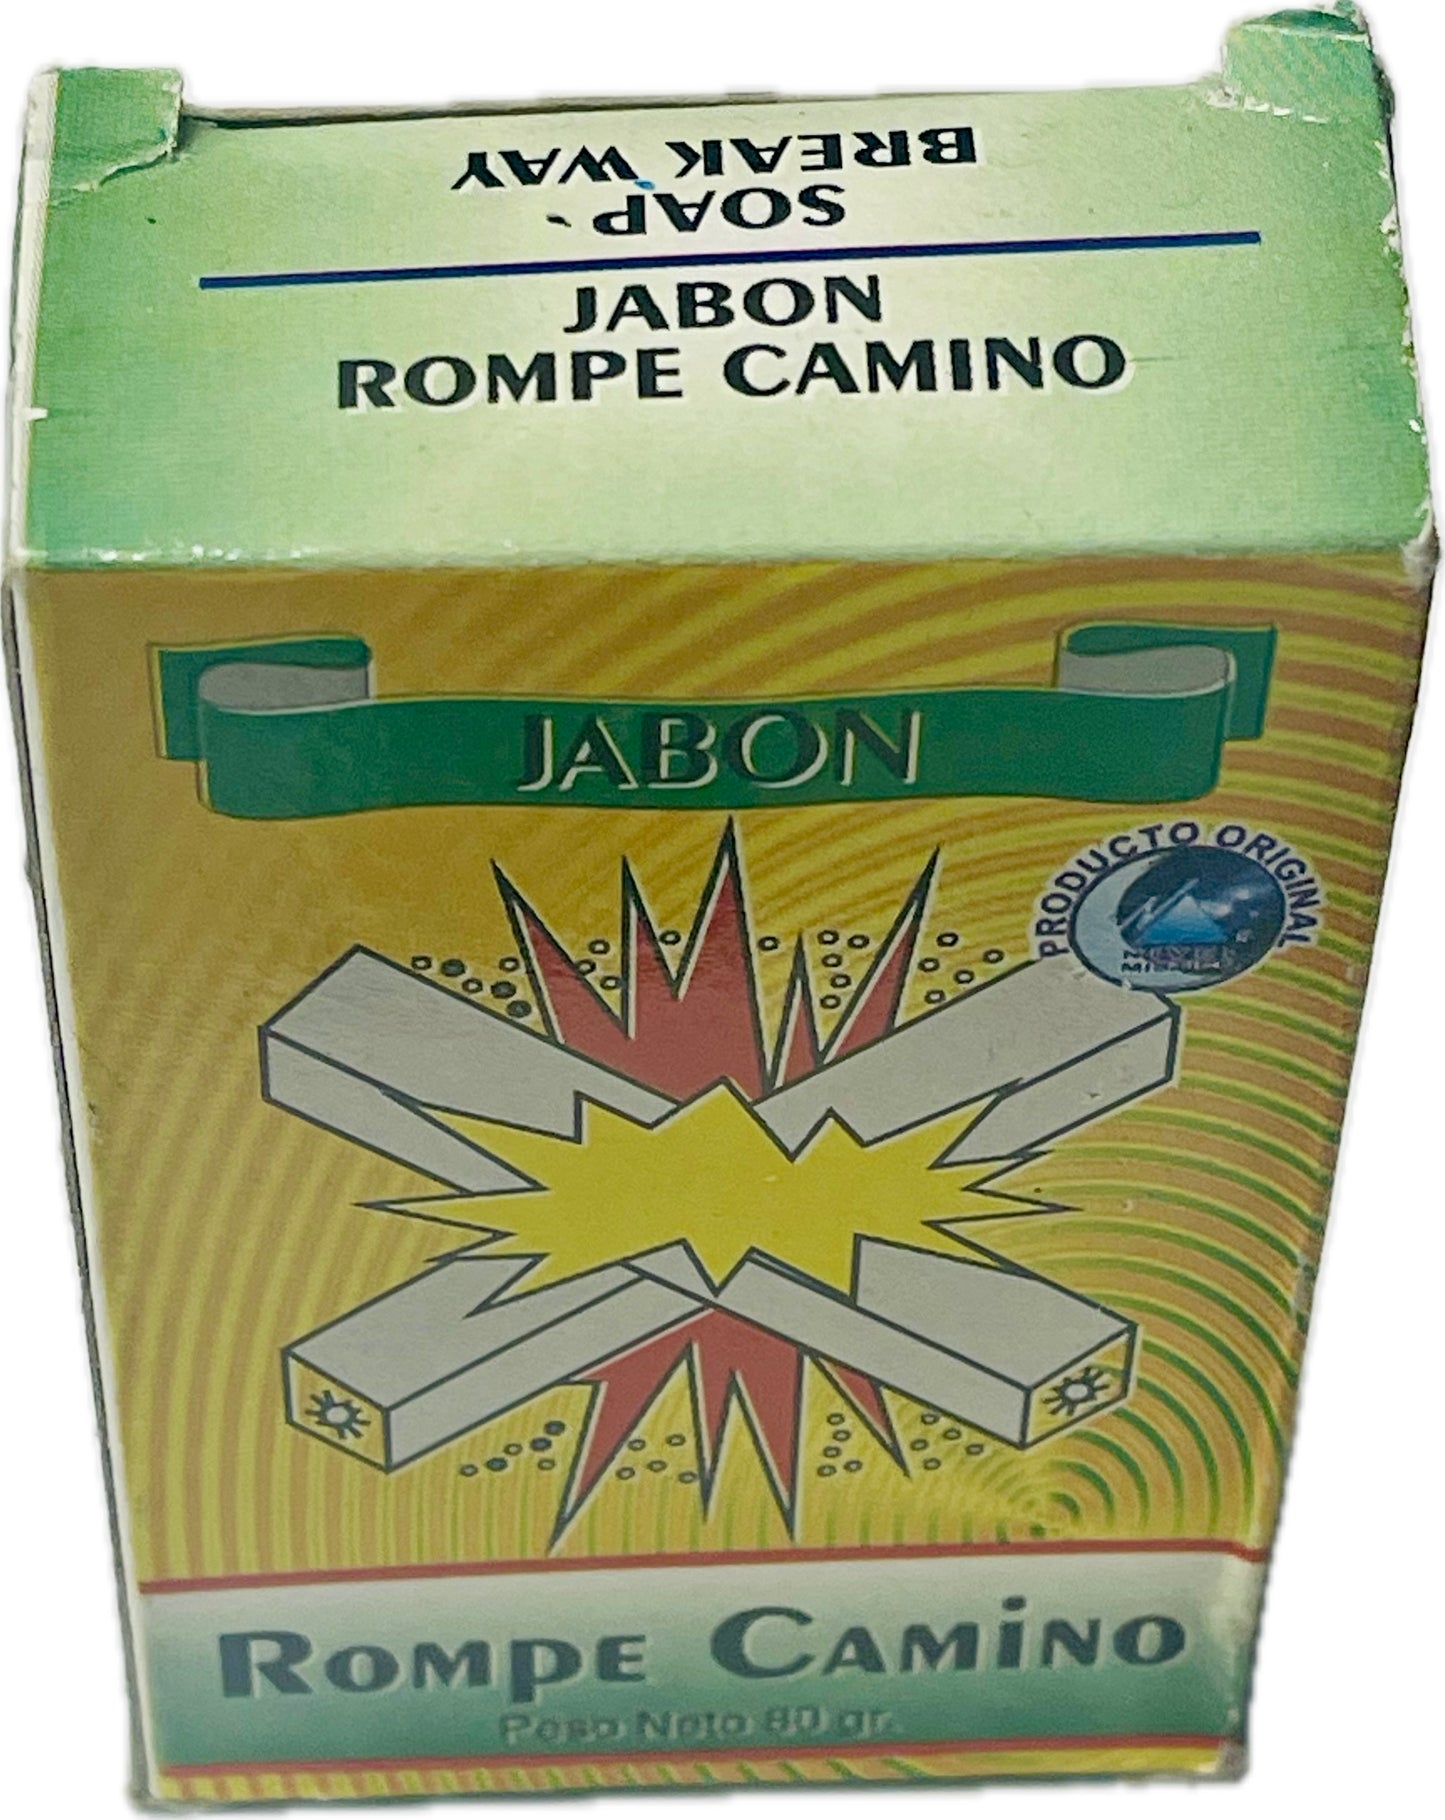 BREAK WAY
SOAP
JABON
ROMPE CAMINO
JABON
PRODUCTO ORIGINAL
ROMPE CAMINO
Peso Neto 80 gr.